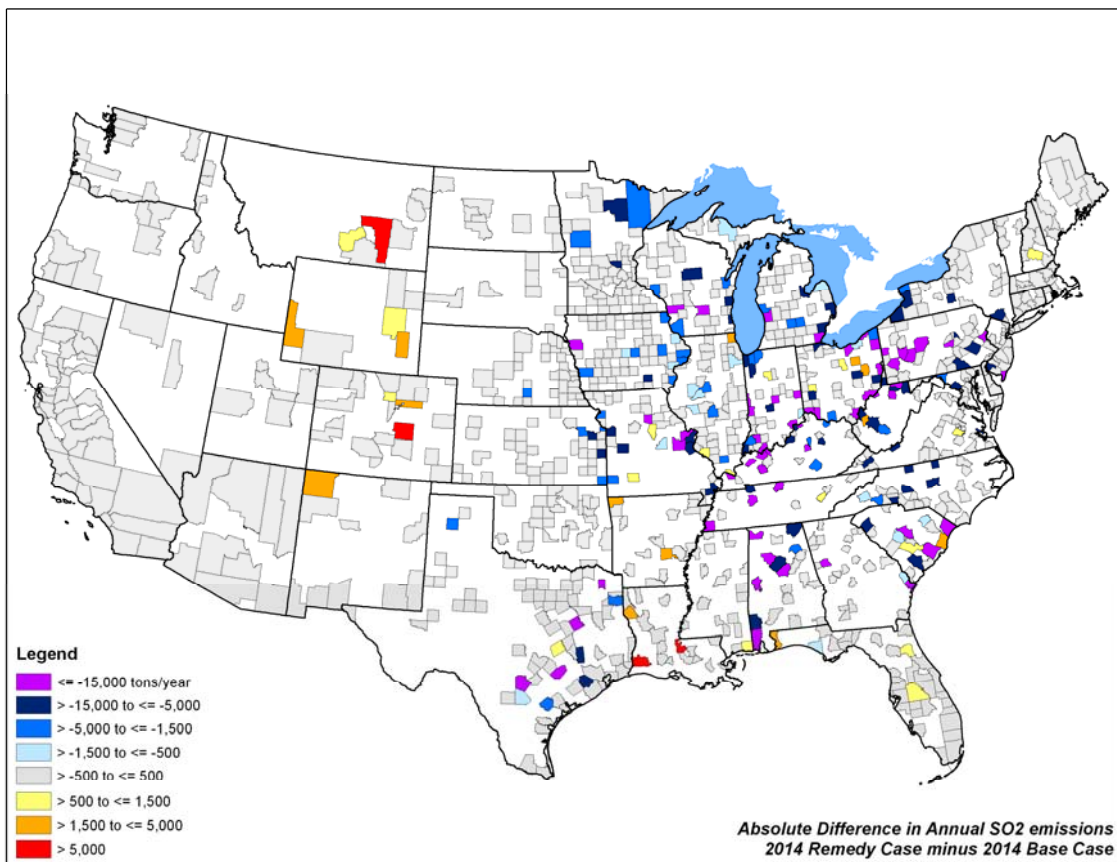 Legend
<= -15,000 tons/year
> -15,000 to <= -5,000
> -5,000 to <= -1,500
> -1,500 to <= -500
> -500 to <= 500
> 500 to <= 1,500
> 1,500 to <= 5,000
> 5,000
Absolute Difference in Annual SO2 emissions
2014 Remedy Case minus 2014 Base Case